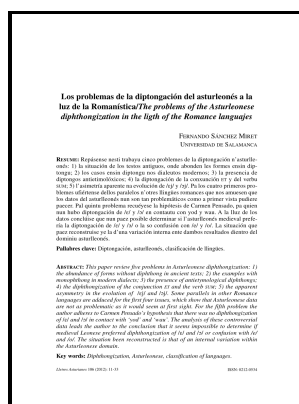 Los problemas de la diptongación del asturleonés a la
luz de la Romanística/The problems of the Asturleonese
diphthongization in the ligth of the Romance languajes
FERNANDO SÁNCHEZ MIRET
UNIVERSIDAD DE SALAMANCA
RESUME: Repásense nesti trabayu cinco problemes de la diptongación n'asturlle-
onés: 1) la situación de los testos antiguos, onde abonden les formes ensin dip-
tongu; 2) los casos ensin diptongu nos dialectos modernos; 3) la presencia de
diptongos antietimolóxicos; 4) la diptongación de la conxunción ET y del verbu
SUM; 5) l'asimetría aparente na evolución de
Pa los cuatro primeros pro-
blemes ufiértense dellos paralelos n'otres llingües romániques que nos amuesen que
los datos del asturlleonés nun son tan problemáticos como a primer vista pudiere
pacecer. Pal quintu problema recuéyese la hipótesis de Carmen Pensado, pa quien
nun hubo diptongación de
en contautu con yod y wau. A la lluz de los
datos conclúise que nun ye posible determinar si l'asturlleonés medieval prefe-
ría la diptongación de
o la so confusión con
La situación que
paez reconstruise ye la d'una variación interna ente dambos resultaos dientro del
dominiu asturlleonés.
Palabres clave: Diptongación, asturlleonés, clasificación de llingües.
ABSTRACT: This paper reviews five problems in Asturleonese diphthongization: 1)
the abundance of forms without diphthong in ancient texts; 2) the examples with
monophthong in modern dialects; 3) the presence of antietymological diphthongs;
4) the diphthongization of the conjunction ET and the verb SUM; 5) the apparent
asymmetry in the evolution of
Some parallels in other Romance
languages are adduced for the first four issues, which show that Asturleonese data
are not as problematic as it would seem at first sight. For the fifth problem the
author adheres to Carmen Pensado's hypothesis that there was no diphthongization
of
in contact with 'yod' and 'wau'. The analysis of these controversial
data leads the author to the conclusion that it seems impossible to determine if
medieval Leonese preferred diphthongization of
or confusion with
and
The situation reconstructed is that of an internal variation within
the Asturleonese domain.
Key words: Diphthongization, Asturleonese, classification of languages.
Lletres Asturianes 106 (2012): 11-33
ISSN: 0212-0534